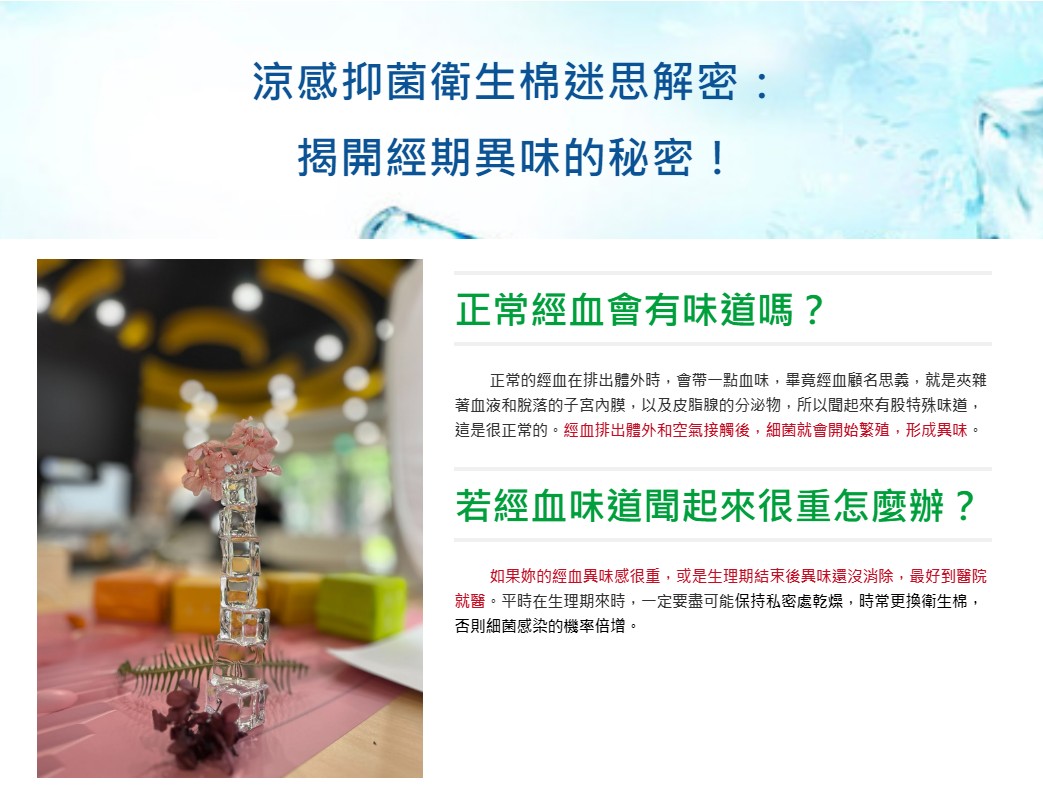 涼感抑菌衛生棉迷思解密：
揭開經期異味的秘密！
正常經血會有味道嗎？
正常的經血在排出體外時，會帶一點血味，畢竟經血顧名思義，就是夾雜
著血液和脫落的子宮內膜，以及皮脂腺的分泌物，所以聞起來有股特殊味道，
這是很正常的。經血排出體外和空氣接觸後，細菌就會開始繁殖，形成異味。
若經血味道聞起來很重怎麼辦？
如果妳的經血異味感很重，或是生理期結束後異味還沒消除，最好到醫院
就醫。平時在生理期來時，一定要盡可能保持私密處乾燥，時常更換衛生棉，
否則細菌感染的機率倍增。